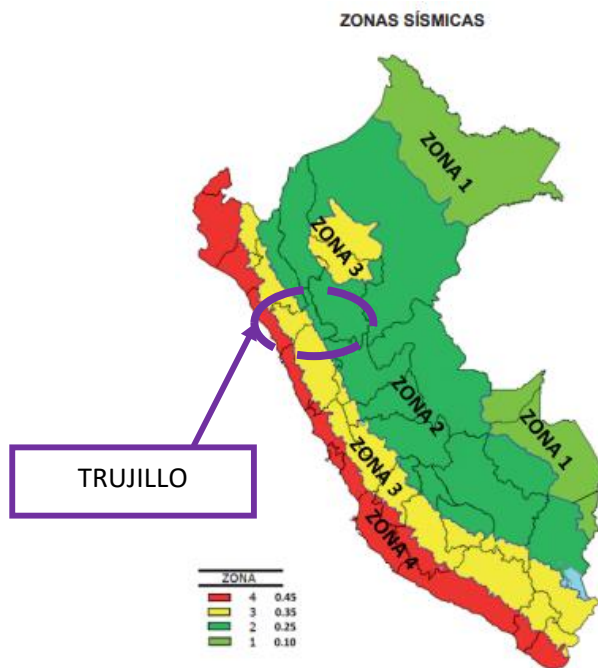 ZONAS SÍSMICAS
ZONA 1
ZONA 3
ZONA 2
ZONA 1
TRUJILLO
ZONA 3
ZONA 4
ZONA
4 0.45
3 0.35
2 0.25
1 0.10